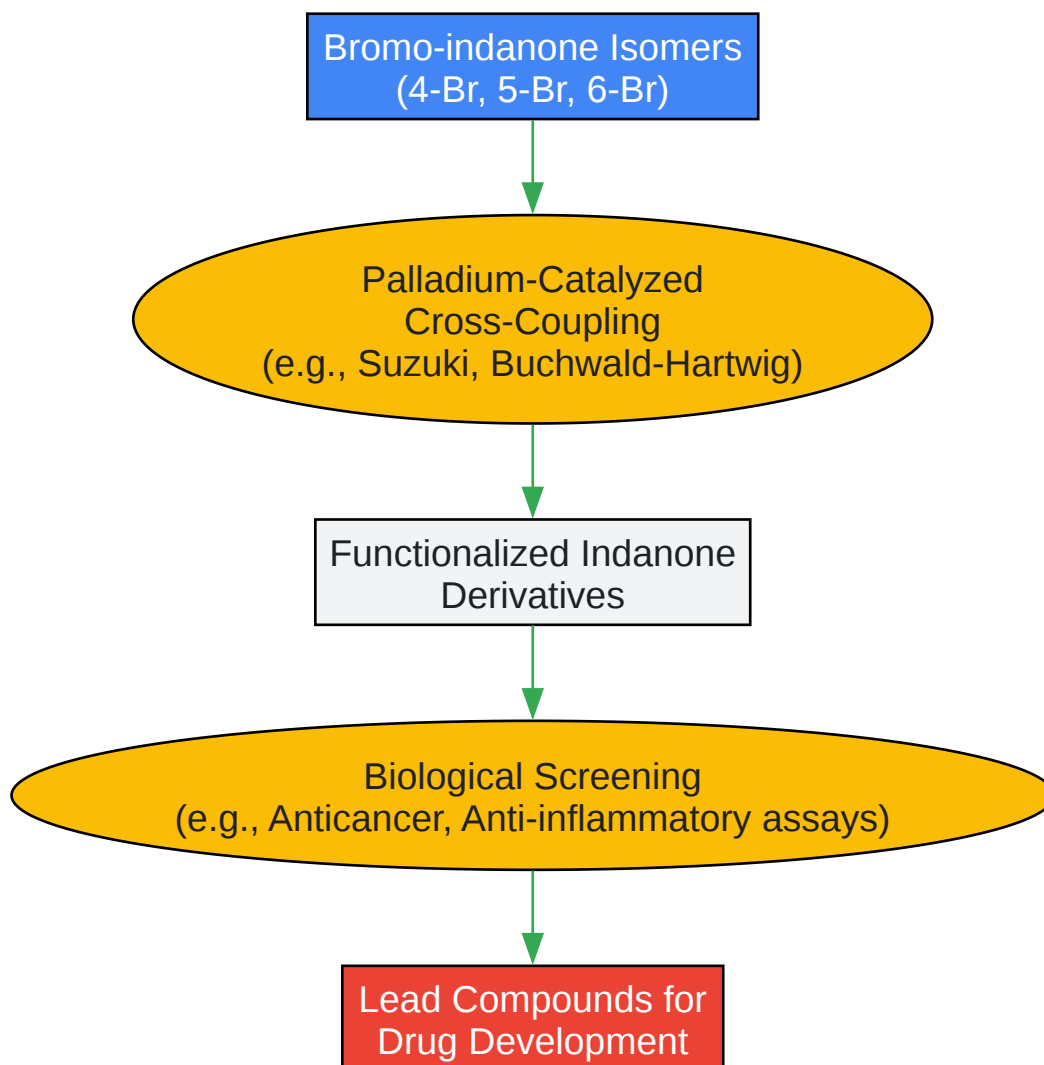 Bromo-indanone Isomers
(4-Br, 5-Br, 6-Br)
Palladium-Catalyzed
Cross-Coupling
(e.g., Suzuki, Buchwald-Hartwig)
Functionalized Indanone
Derivatives
Biological Screening
(e.g., Anticancer, Anti-inflammatory assays)
Lead Compounds for
Drug Development